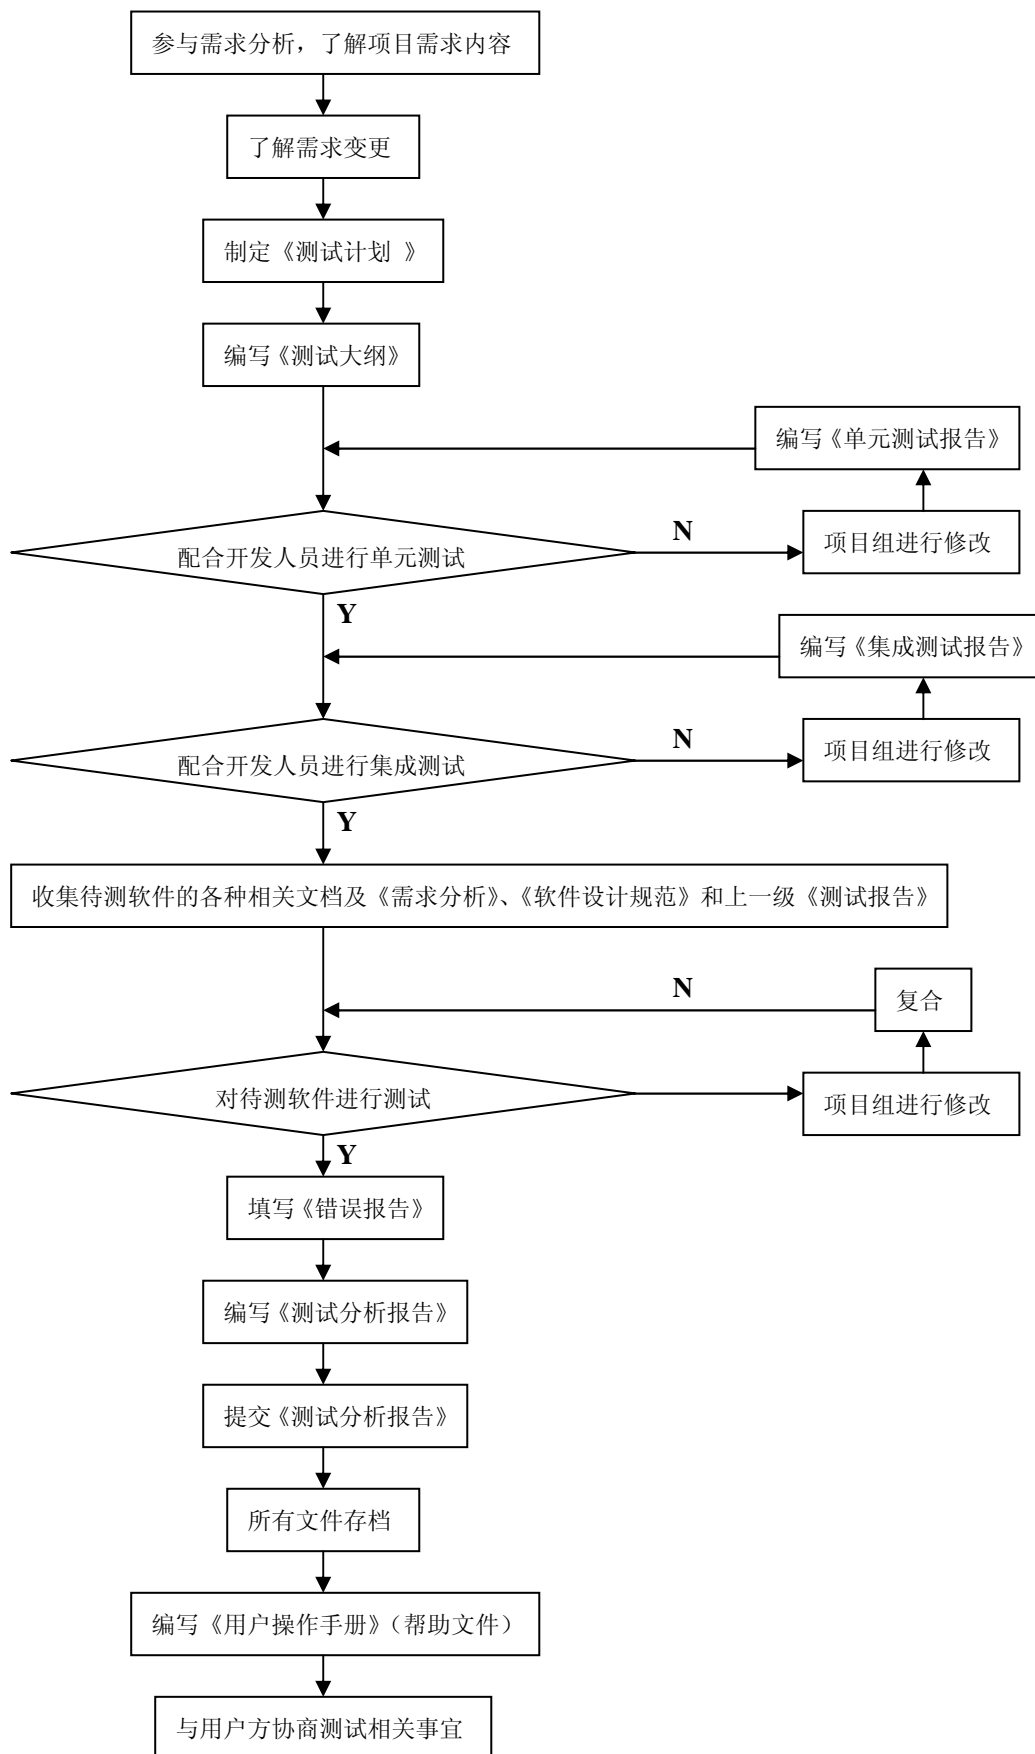 参与需求分析，了解项目需求内容
了解需求变更
制定《测试计划 》
编写《测试大纲》
编写《单元测试报告》
配合开发人员进行单元测试
N
项目组进行修改
Y
编写《集成测试报告》
配合开发人员进行集成测试
N
项目组进行修改
Y
收集待测软件的各种相关文档及《需求分析》、《软件设计规范》和上一级《测试报告》
N
复合
对待测软件进行测试
项目组进行修改
Y
填写《错误报告》
编写《测试分析报告》
提交《测试分析报告》
所有文件存档
编写《用户操作手册》（帮助文件）
与用户方协商测试相关事宜